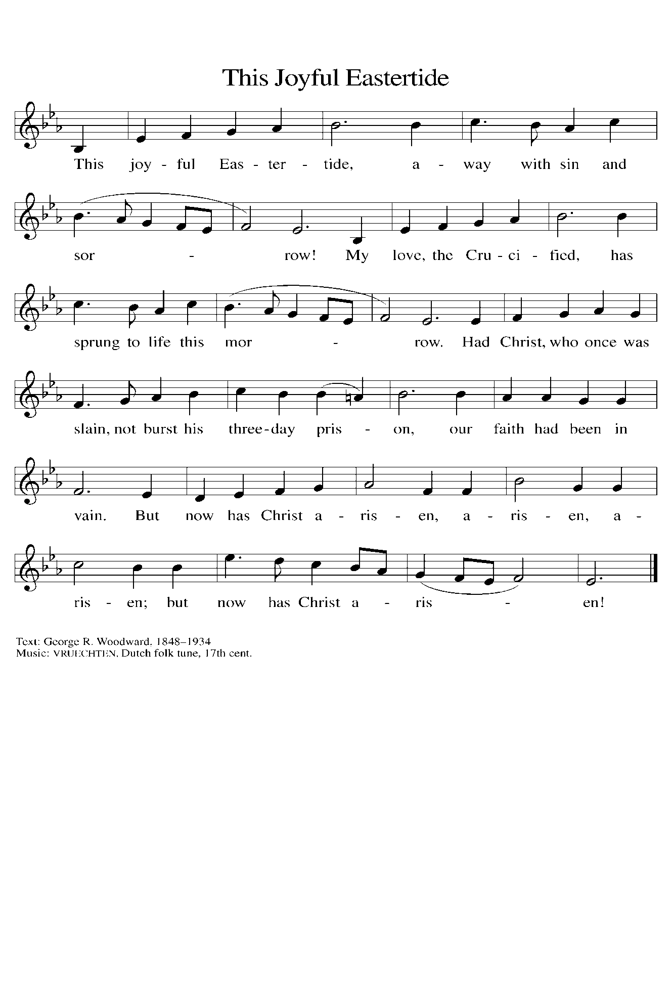 This Joyful Eastertide
This joy - ful Eas - ter - tide, a - way with sin and
sor - row! My love, the Cru - ci - fied, has
sprung to life this mor - row. Had Christ, who once was
slain, not burst his three - day pris - on, our faith had been in
vain. But now has Christ a - ris - en, a - ris - en, a -
ris - en; but now has Christ a - ris - en!
Text: George R. Woodward, 1848–1934
Music: VRUECHTEN, Dutch folk tune, 17th cent.